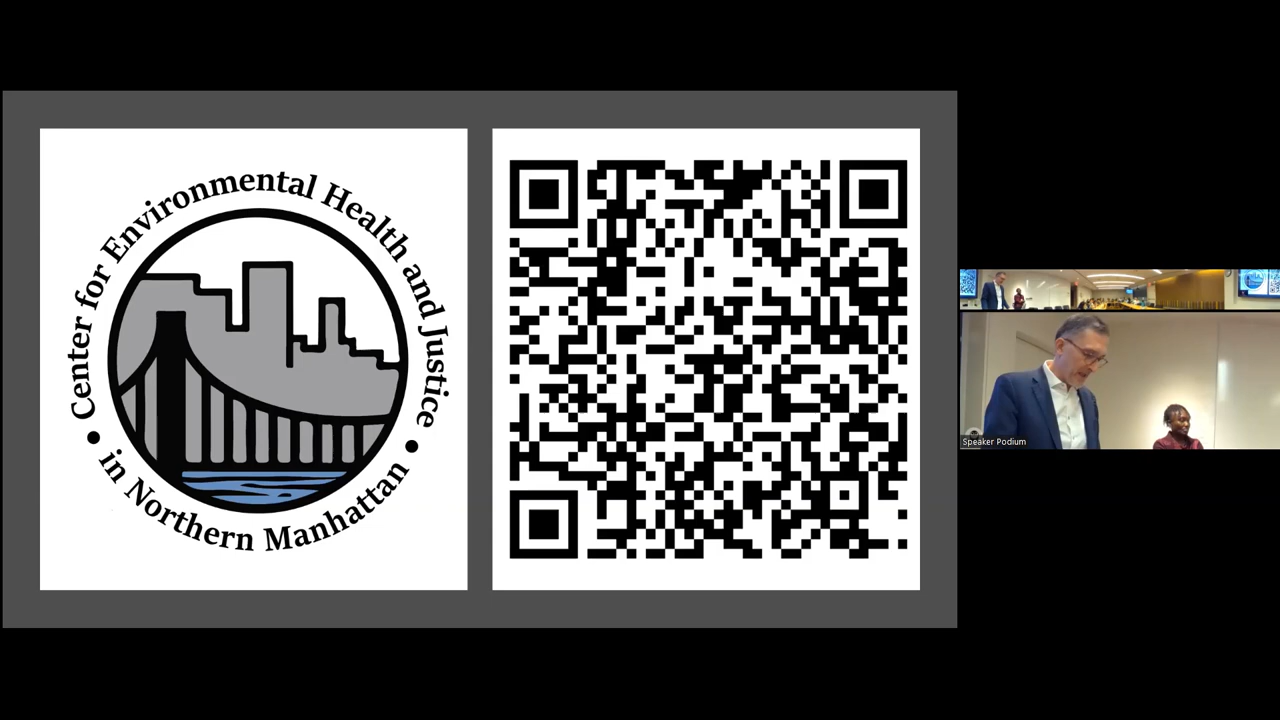 Center for Environmental Health and Justice
• in Northern Manhattan •
Speaker Podium